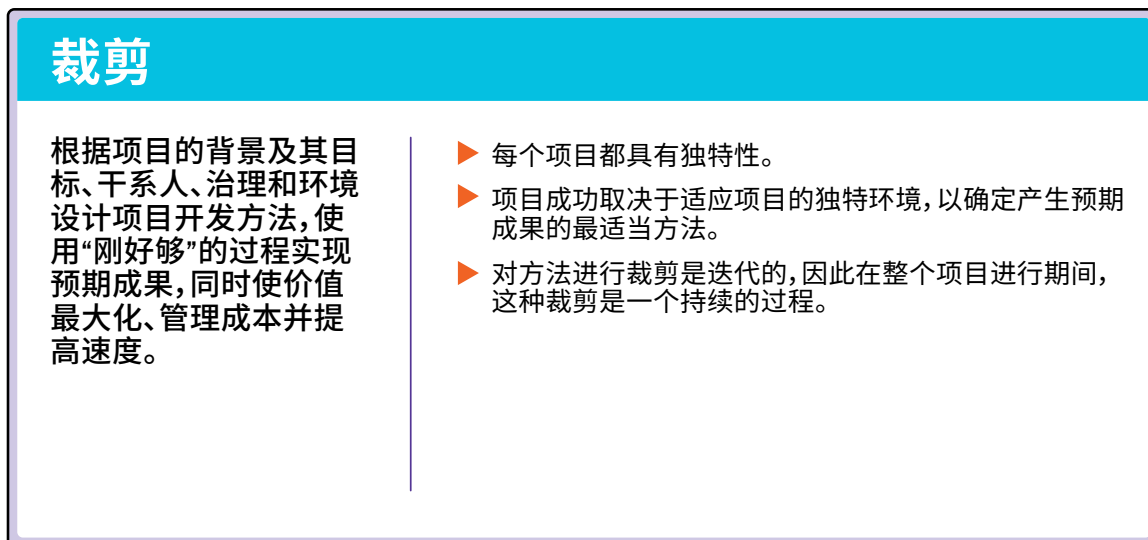 裁剪
根据项目的背景及其目
标、干系人、治理和环境
设计项目开发方法,使
用“刚好够”的过程实现
预期成果,同时使价值
最大化、管理成本并提
高速度。
每个项目都具有独特性。
项目成功取决于适应项目的独特环境,以确定产生预期
成果的最适当方法。
对方法进行裁剪是迭代的,因此在整个项目进行期间,
这种裁剪是一个持续的过程。